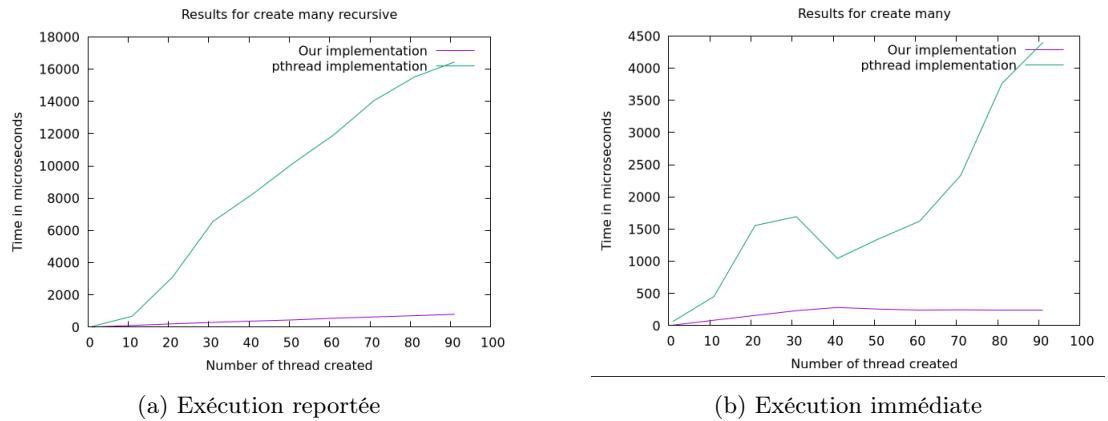 Results for create many recursive
18000
16000
14000
12000
10000
8000
6000
4000
2000
0
Time in microseconds
Our implementation
pthread implementation
0 10 20 30 40 50 60 70 80 90 100
Number of thread created
(a) Exécution reportée
Results for create many
4500
4000
3500
3000
2500
2000
1500
1000
500
0
Time in microseconds
Our implementation
pthread implementation
0 10 20 30 40 50 60 70 80 90 100
Number of thread created
(b) Exécution immédiate